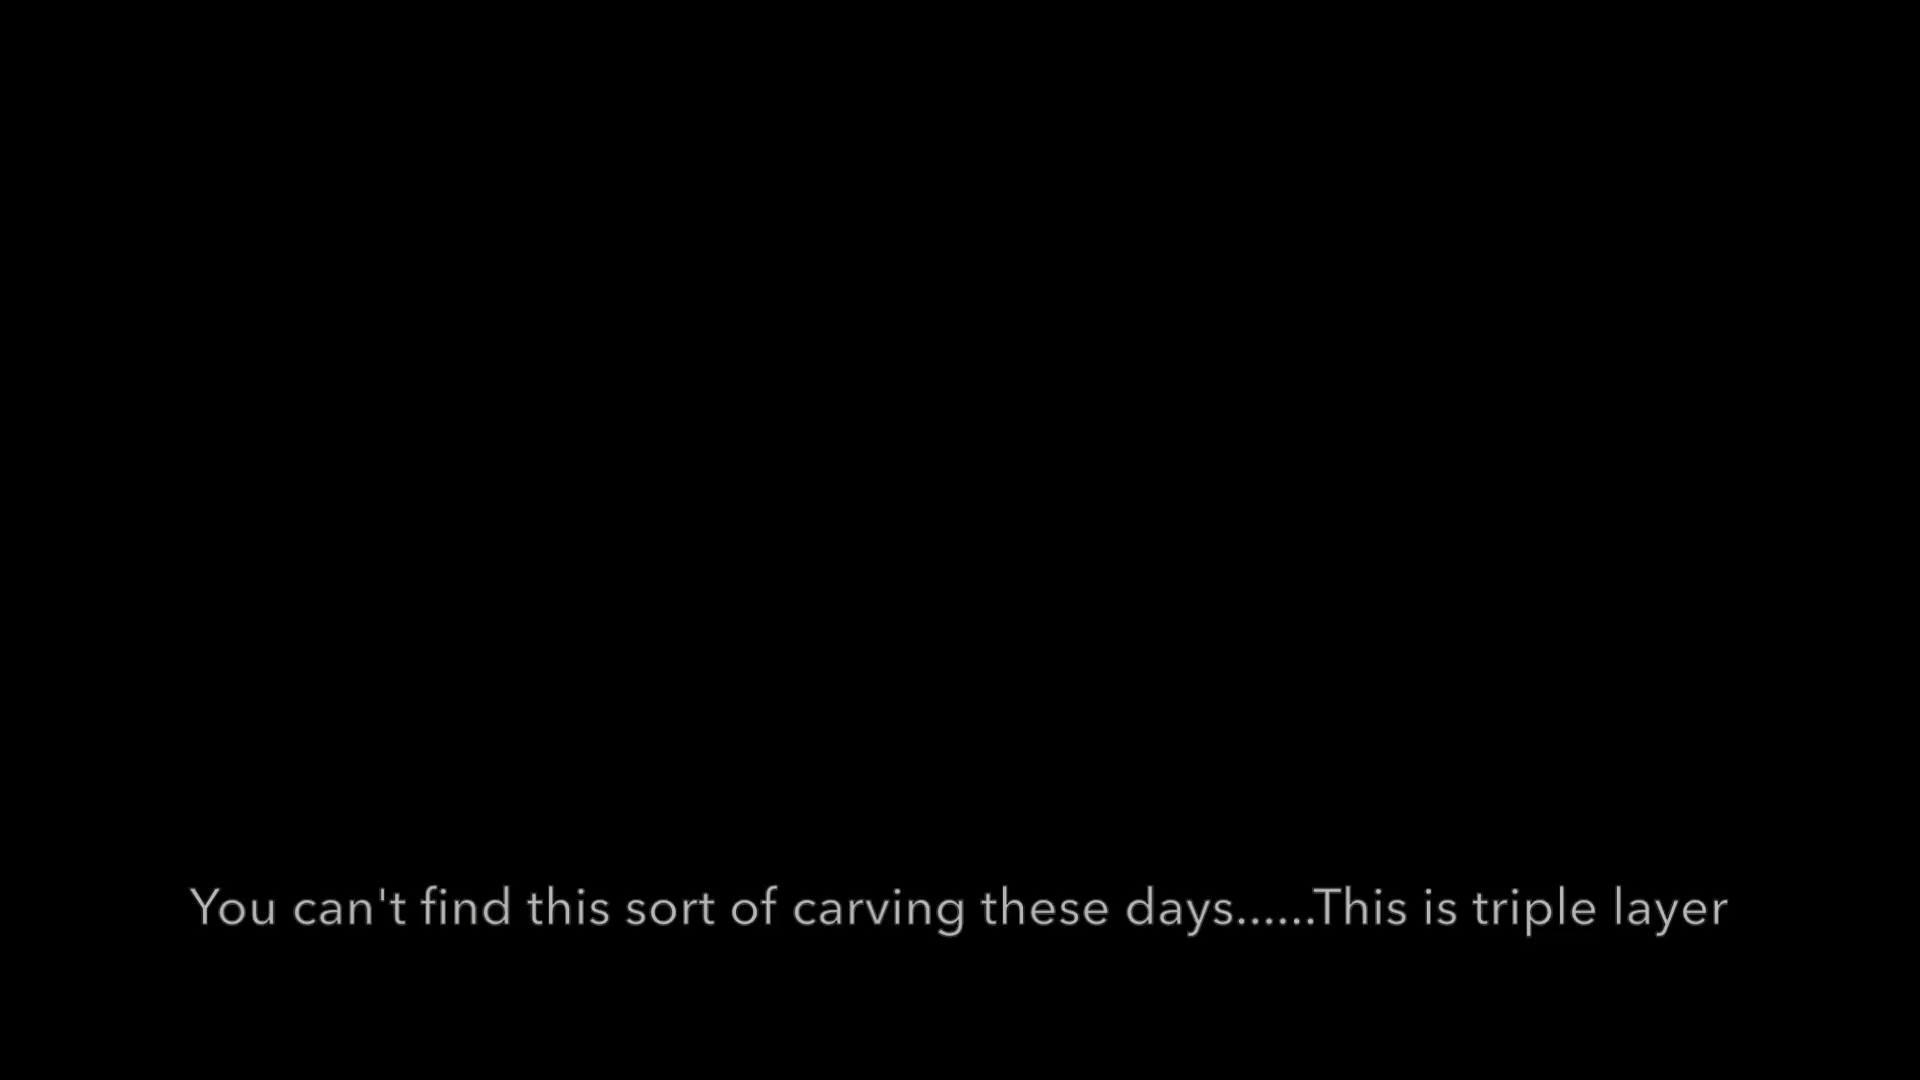 You can't find this sort of carving these days......This is triple layer